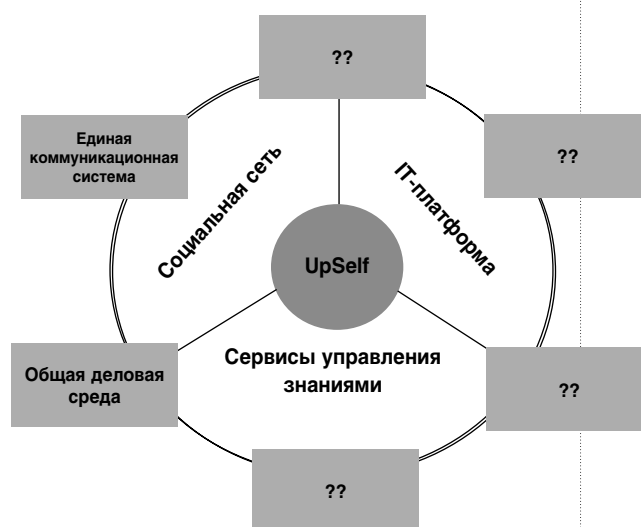 ??
Единая
коммуникационная
система
??
Социальная сеть
IT-платформа
UpSelf
Общая деловая
среда
Сервисы управления
знаниями
??
??